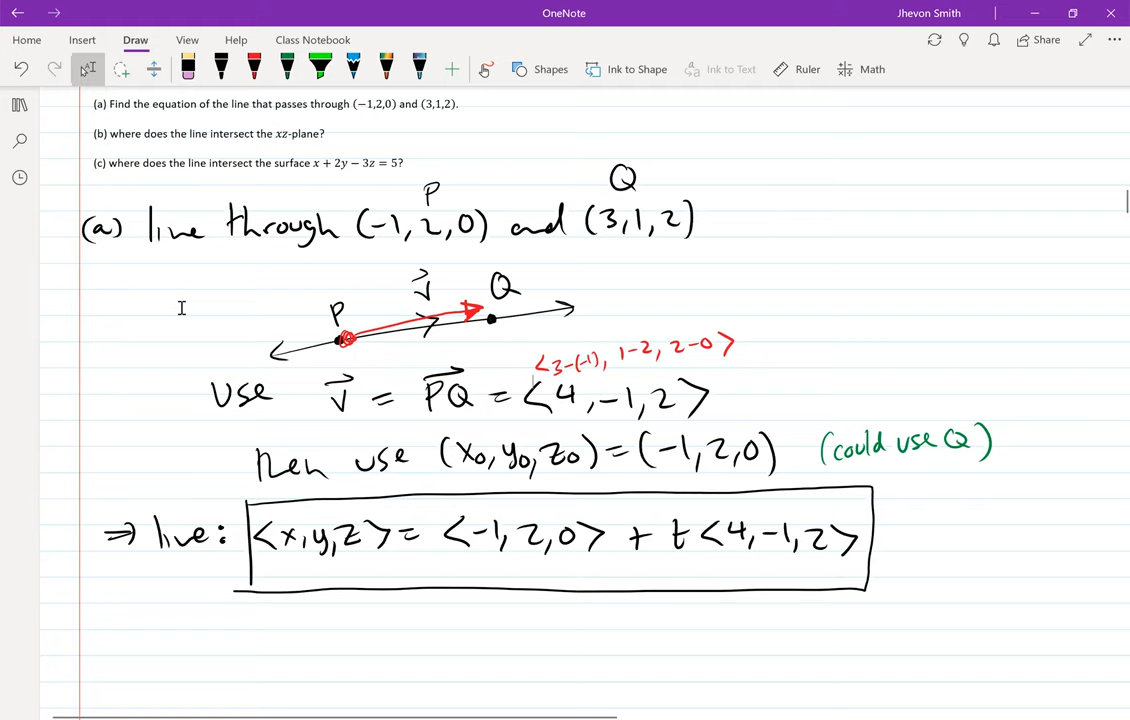 OneNote
Jhevon Smith
Home Insert Draw View Help Class Notebook
Share
Shapes Ink to Shape Ink to Text Ruler Math
(a) Find the equation of the line that passes through (−1,2,0) and (3,1,2).
(b) where does the line intersect the xz-plane?
(c) where does the line intersect the surface x + 2y − 3z = 5?
P Q
(a) line through (-1, 2, 0) and (3, 1, 2)
P v⃗ Q
<3-(-1), 1-2, 2-0>
Use v⃗ = PQ⃗ = <4, -1, 2>
then use (x₀, y₀, z₀) = (-1, 2, 0) (could use Q)
⇒ line: <x, y, z> = <-1, 2, 0> + t<4, -1, 2>